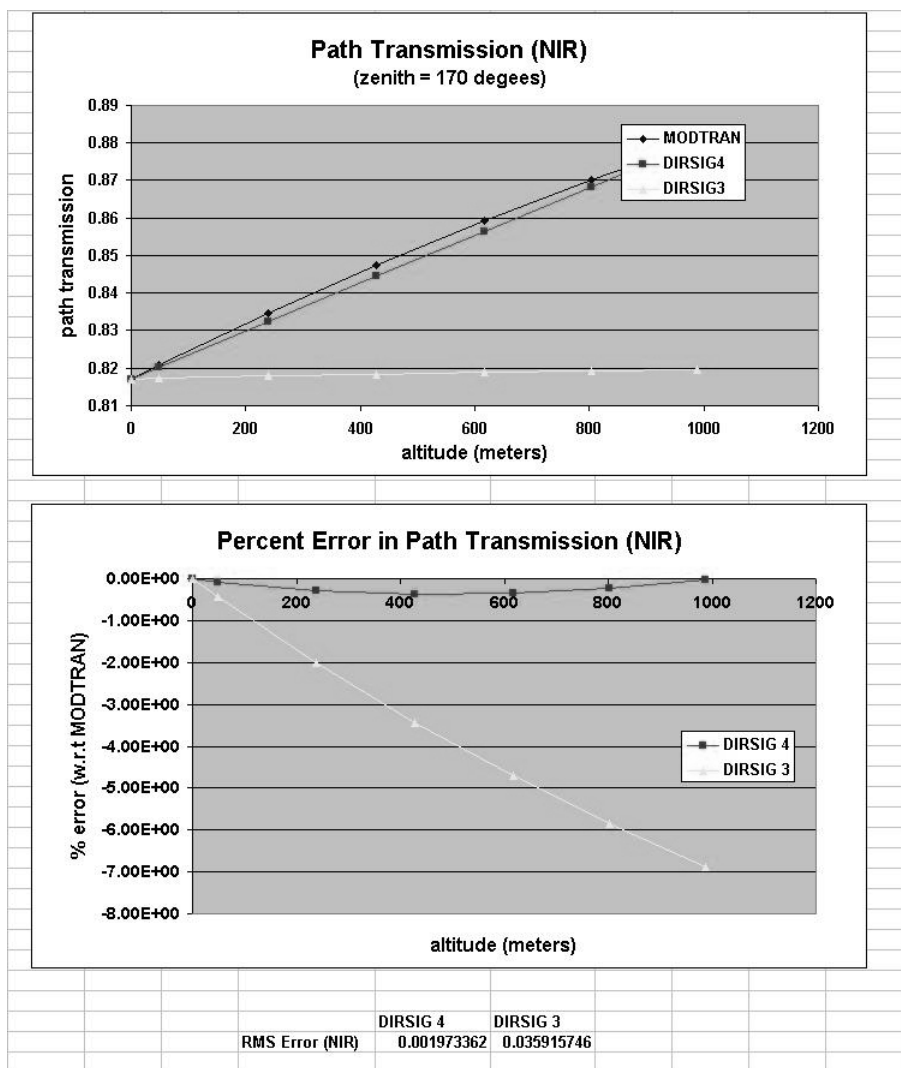 Path Transmission (NIR)
(zenith = 170 degees)
0.89
0.88
0.87
0.86
0.85
0.84
0.83
0.82
0.81
path transmission
MODTRAN
DIRSIG4
DIRSIG3
0 200 400 600 800 1000 1200
altitude (meters)
Percent Error in Path Transmission (NIR)
0.00E+00
-1.00E+00
-2.00E+00
-3.00E+00
-4.00E+00
-5.00E+00
-6.00E+00
-7.00E+00
-8.00E+00
% error (w.r.t MODTRAN)
0 200 400 600 800 1000 1200
DIRSIG 4
DIRSIG 3
altitude (meters)
DIRSIG 4 DIRSIG 3
RMS Error (NIR) 0.001973362 0.035915746